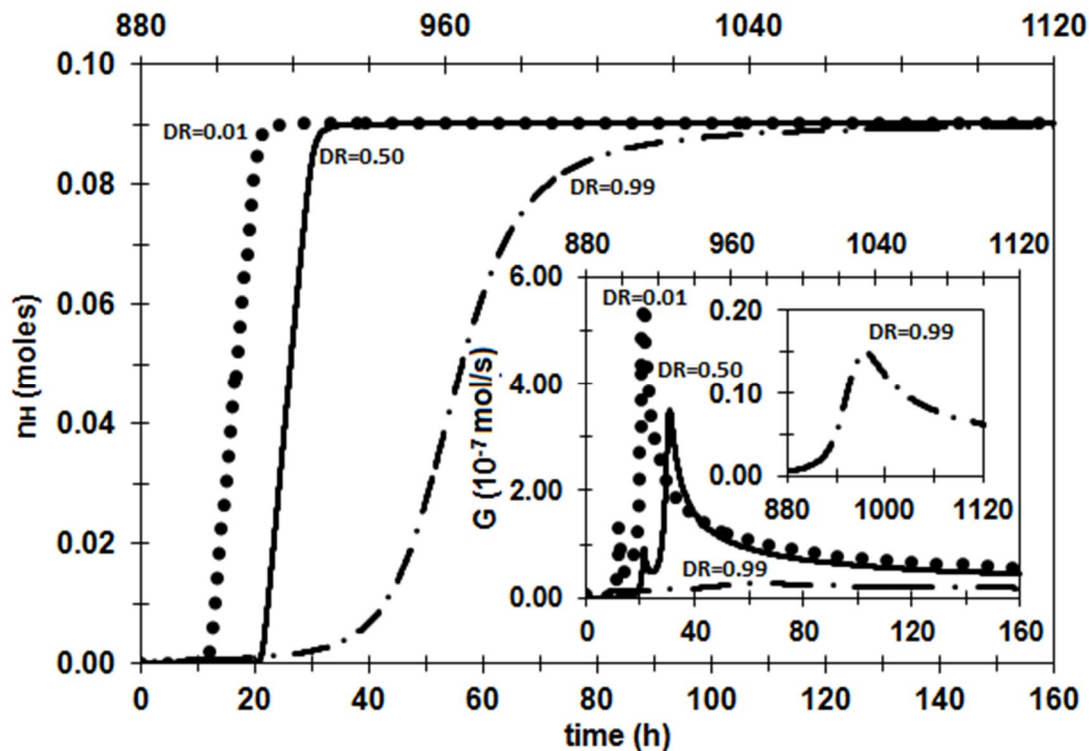 880 960 1040 1120
0.10
DR=0.01
DR=0.50
0.08
DR=0.99
880 960 1040 1120
6.00
DR=0.01
0.20
DR=0.99
0.06
nH (moles)
DR=0.50
4.00
G (10-7 mol/s)
0.10
0.04
2.00
0.00
880 1000 1120
0.02
DR=0.99
0.00
0 40 80 120 160
0.00
0 20 40 60 80 100 120 140 160
time (h)